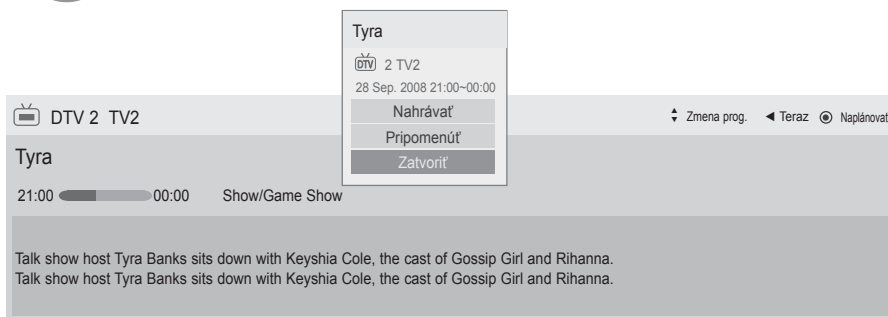 Tyra
DTV 2 TV2
28 Sep. 2008 21:00~00:00
Nahrávať
Pripomenúť
Zatvoriť
DTV 2 TV2
Zmena prog. Teraz Naplánovať
Tyra
21:00 00:00 Show/Game Show
Talk show host Tyra Banks sits down with Keyshia Cole, the cast of Gossip Girl and Rihanna.
Talk show host Tyra Banks sits down with Keyshia Cole, the cast of Gossip Girl and Rihanna.